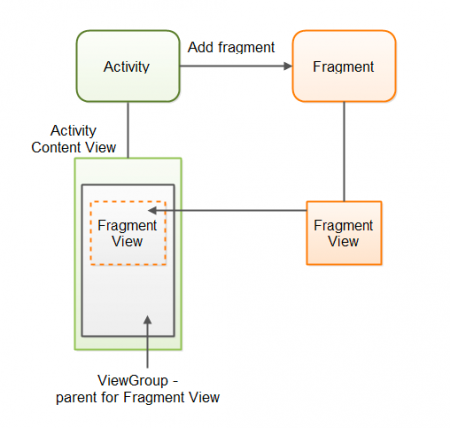 Activity
Add fragment
Fragment
Activity
Content View
Fragment
View
Fragment
View
ViewGroup -
parent for Fragment View